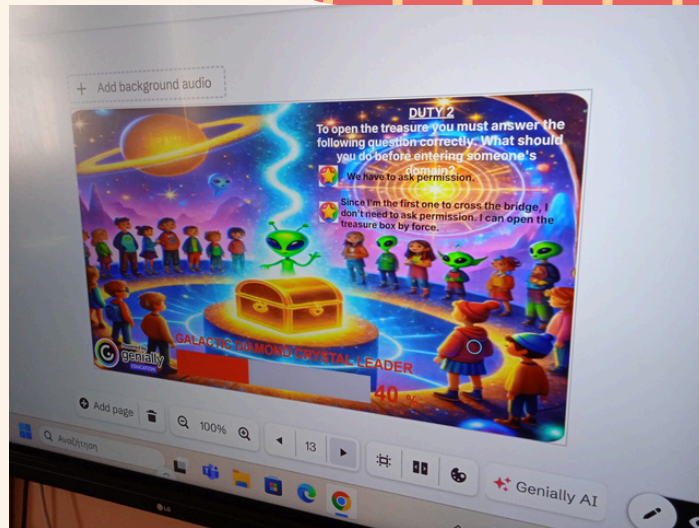 + Add background audio
DUTY 2
To open the treasure you must answer the
following question correctly. What should
you do before entering someone's
domain?
We have to ask permission.
Since I'm the first one to cross the bridge, I
don't need to ask permission. I can open the
treasure box by force.
GALACTIC DIAMOND CRYSTAL LEADER
40 %
genially
EDUCATION
Add page
100%
13
Genially AI
Αναζήτηση
LG